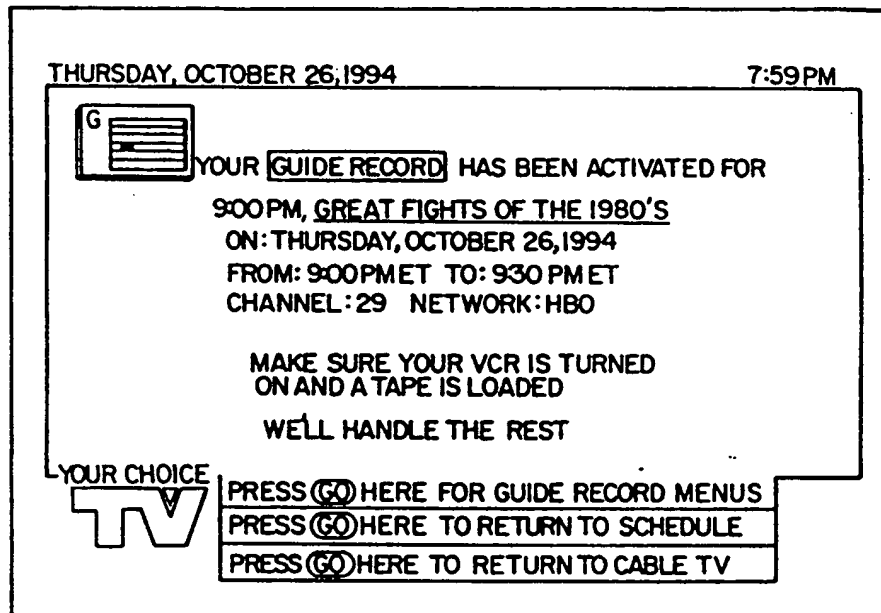 THURSDAY, OCTOBER 26, 1994 7:59 PM
G
YOUR GUIDE RECORD HAS BEEN ACTIVATED FOR
9:00 PM, GREAT FIGHTS OF THE 1980'S
ON: THURSDAY, OCTOBER 26, 1994
FROM: 9:00 PM ET TO: 9:30 PM ET
CHANNEL: 29 NETWORK: HBO
MAKE SURE YOUR VCR IS TURNED
ON AND A TAPE IS LOADED
WE'LL HANDLE THE REST
YOUR CHOICE
TV
PRESS GO HERE FOR GUIDE RECORD MENUS
PRESS GO HERE TO RETURN TO SCHEDULE
PRESS GO HERE TO RETURN TO CABLE TV